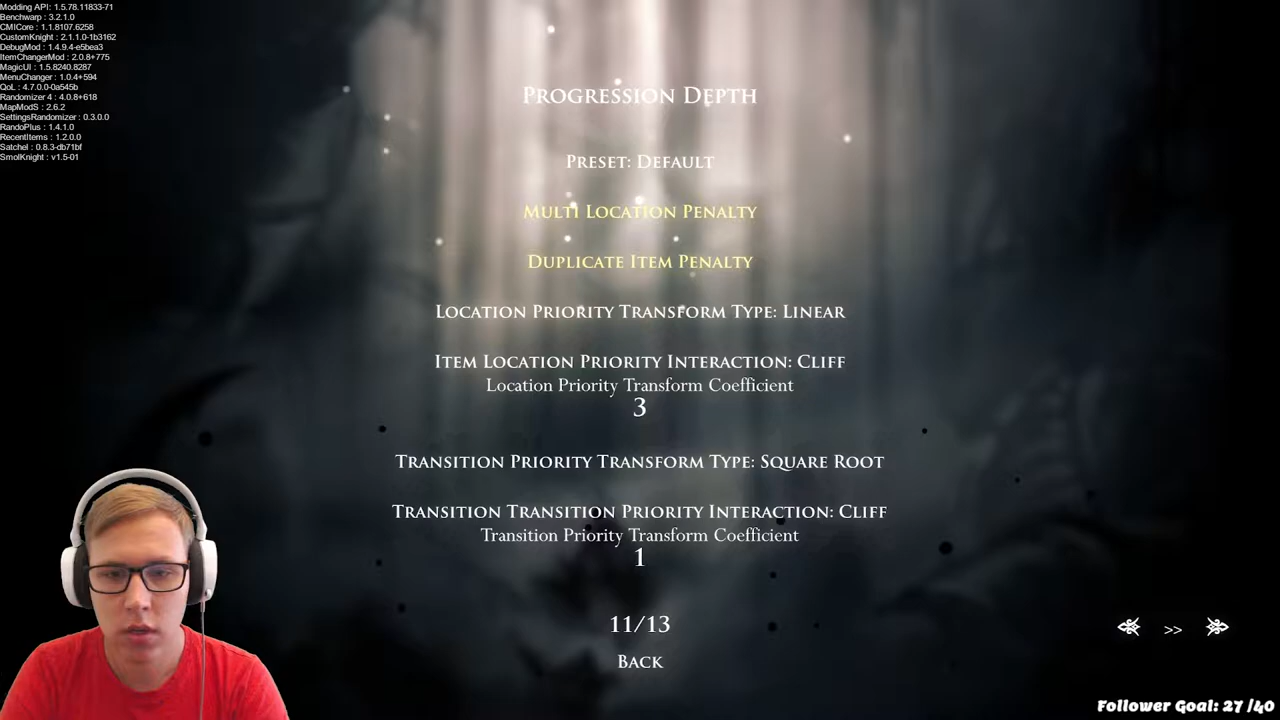 Modding API: 1.5.78.11833-71
Benchwarp : 3.2.1.0
CMICore : 1.1.8107.6258
CustomKnight : 2.1.1.0-1b3162
DebugMod : 1.4.9.4-e5bea3
ItemChangerMod : 2.0.8+775
MagicUI : 1.5.8240.8287
MenuChanger : 1.0.4+594
QoL : 4.7.0.0-0a545b
Randomizer 4 : 4.0.8+618
MapModS : 2.6.2
SettingsRandomizer : 0.3.0.0
RandoPlus : 1.4.1.0
RecentItems : 1.2.0.0
Satchel : 0.8.3-db71bf
SmolKnight : v1.5-01
Progression Depth
Preset: Default
Multi Location Penalty
Duplicate Item Penalty
Location Priority Transform Type: Linear
Item Location Priority Interaction: Cliff
Location Priority Transform Coefficient
3
Transition Priority Transform Type: Square Root
Transition Transition Priority Interaction: Cliff
Transition Priority Transform Coefficient
1
11/13
>>
Back
Follower Goal: 27 /40